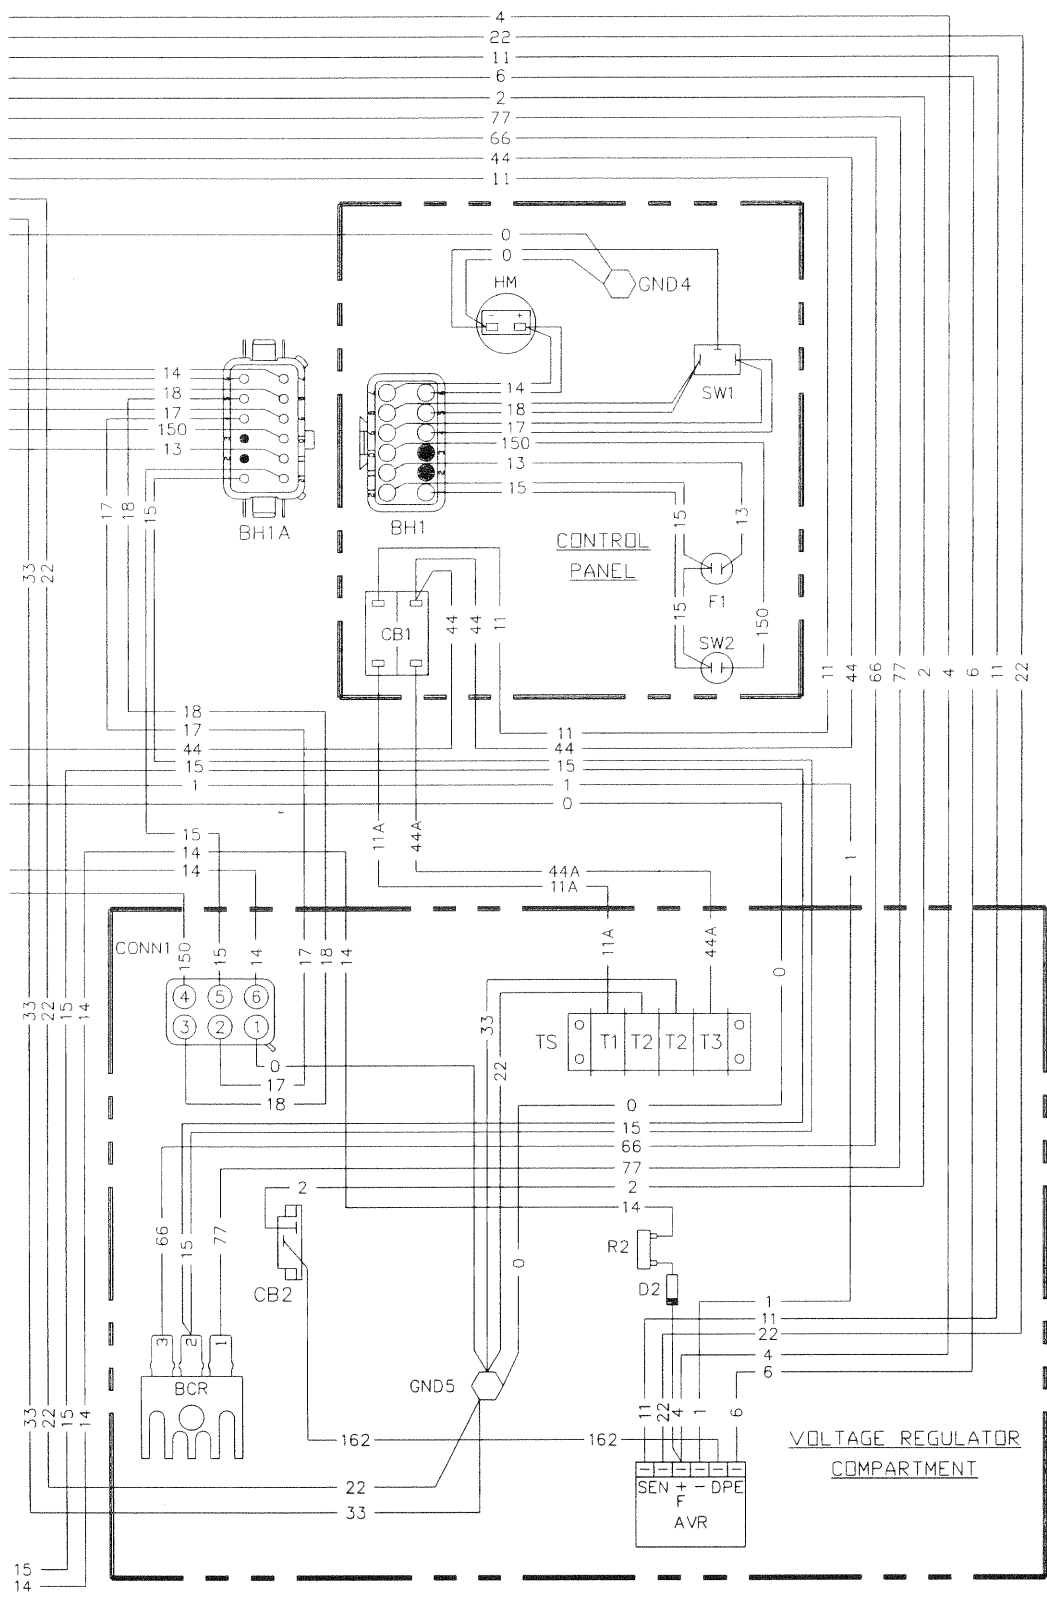 4
22
11
6
2
77
66
44
11
0
0
HM
GND4
- +
SW1
14 14
18 18
17 17
150 150
13 13
15
BH1A
BH1
17 18 15
15 13
CONTROL
PANEL
F1
33 22
44 44 11
CB1
15 150
SW2
11 44 66 77 2 4 6 11 22
18
17
11
44 44
15 15
1 1
0
11A 44A
15
14
14
1
44A
11A
CONN1
150 15 14 17 18 14
11A 44A
0
4 5 6
3 2 1
33 22 15 14
33
22
TS T1 T2 T2 T3
0
17
18
0
15
66
77
2 2
14
66 15 77
R2
0
CB2
D2
1
11
22
4
6
3 2 1
BCR
GND5
33 22 15 14
11 22 4 1 6
162 162
VOLTAGE REGULATOR
COMPARTMENT
22
SEN + - DPE
F
33
AVR
15
14